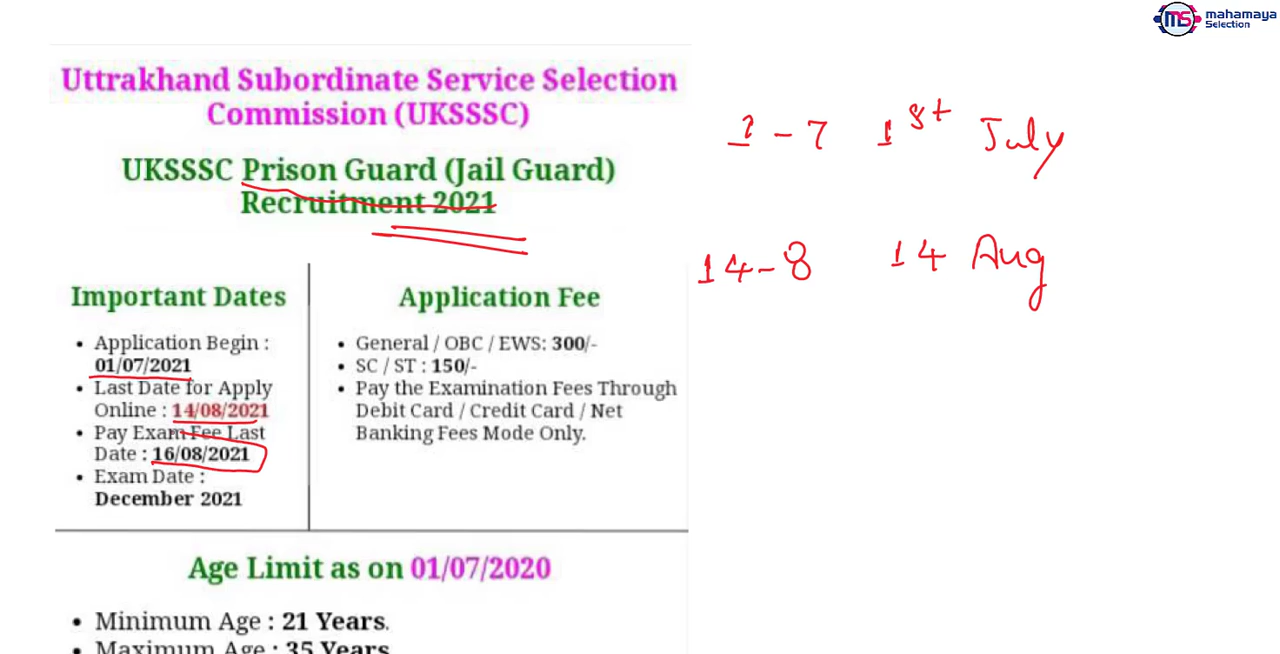 mahamaya
Selection
MS
Uttrakhand Subordinate Service Selection
Commission (UKSSSC)
UKSSSC Prison Guard (Jail Guard)
Recruitment 2021
1-7 1st July
14-8 14 Aug
Important Dates
• Application Begin :
01/07/2021
• Last Date for Apply
Online : 14/08/2021
• Pay Exam Fee Last
Date : 16/08/2021
• Exam Date :
December 2021
Application Fee
• General / OBC / EWS: 300/-
• SC / ST : 150/-
• Pay the Examination Fees Through
Debit Card / Credit Card / Net
Banking Fees Mode Only.
Age Limit as on 01/07/2020
• Minimum Age : 21 Years.
• Maximum Age : 35 Years